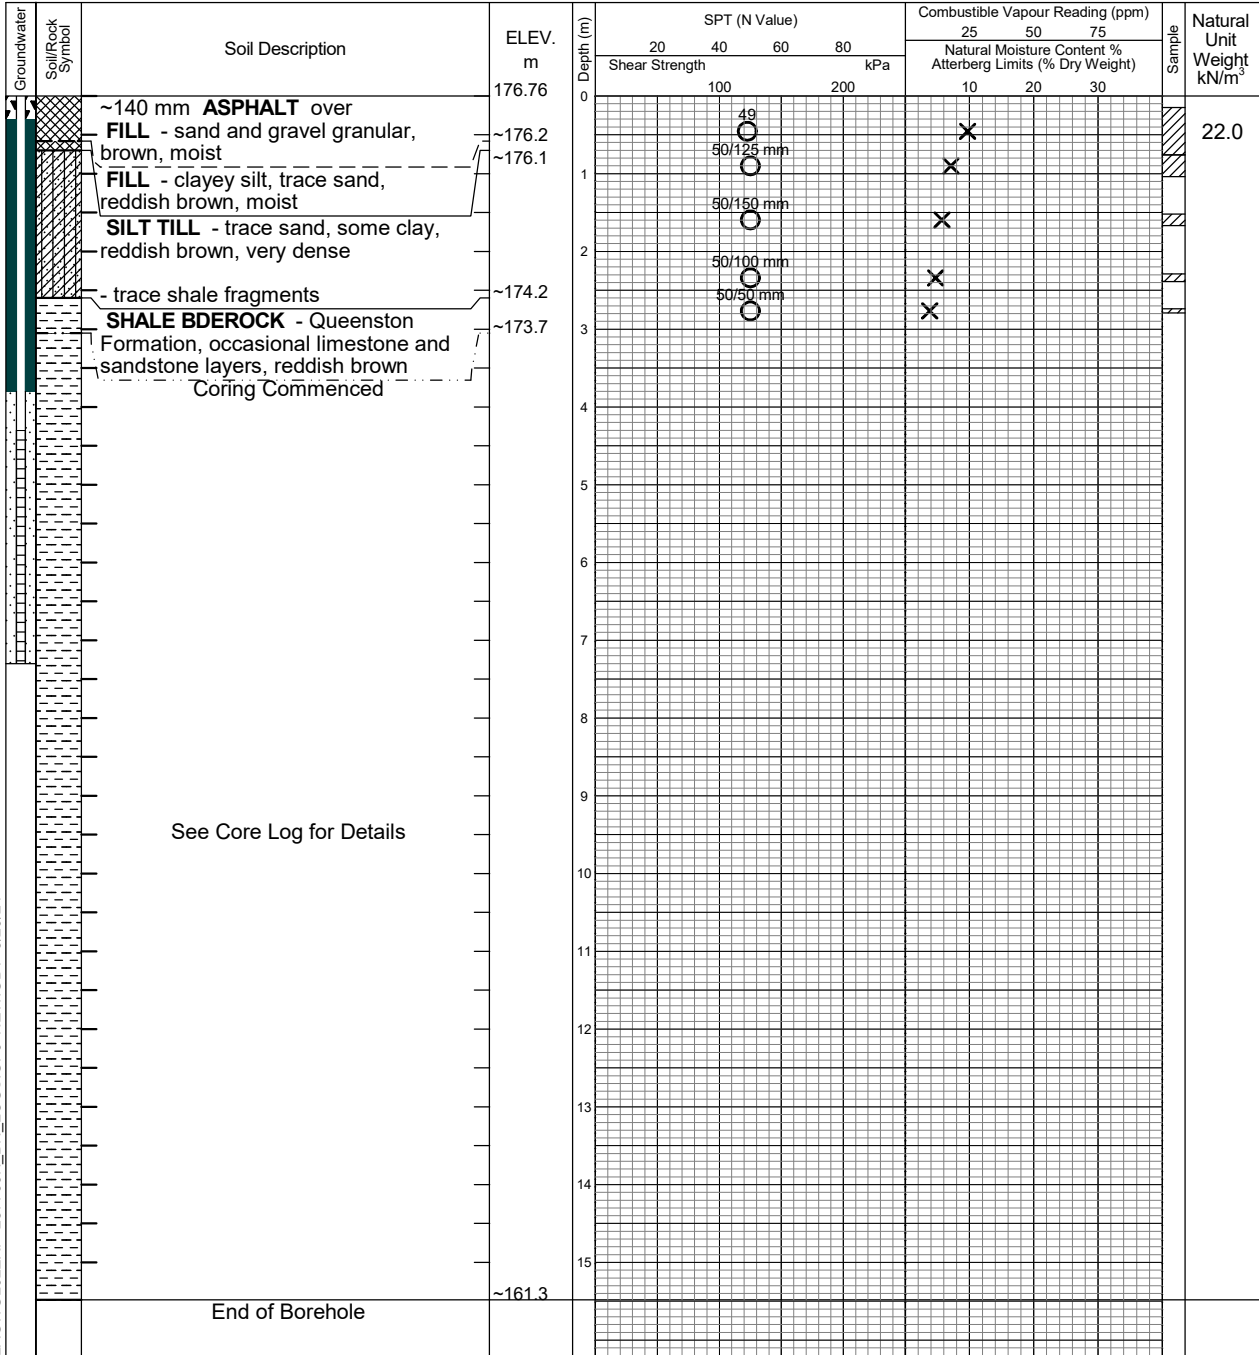 Groundwater
Soil/Rock
Symbol
Soil Description
ELEV.
m
Depth (m)
SPT (N Value)
20 40 60 80
Shear Strength kPa
100 200
Combustible Vapour Reading (ppm)
25 50 75
Natural Moisture Content %
Atterberg Limits (% Dry Weight)
10 20 30
Sample
Natural
Unit
Weight
kN/m3
176.76
0
~140 mm ASPHALT over
FILL - sand and gravel granular,
brown, moist
~176.2
~176.1
49
22.0
50/125 mm
1
FILL - clayey silt, trace sand,
reddish brown, moist
50/150 mm
SILT TILL - trace sand, some clay,
reddish brown, very dense
2
50/100 mm
- trace shale fragments
~174.2
50/50 mm
SHALE BDEROCK - Queenston
Formation, occasional limestone and
sandstone layers, reddish brown
~173.7
3
Coring Commenced
4
5
6
7
8
9
See Core Log for Details
10
11
12
13
14
15
~161.3
End of Borehole